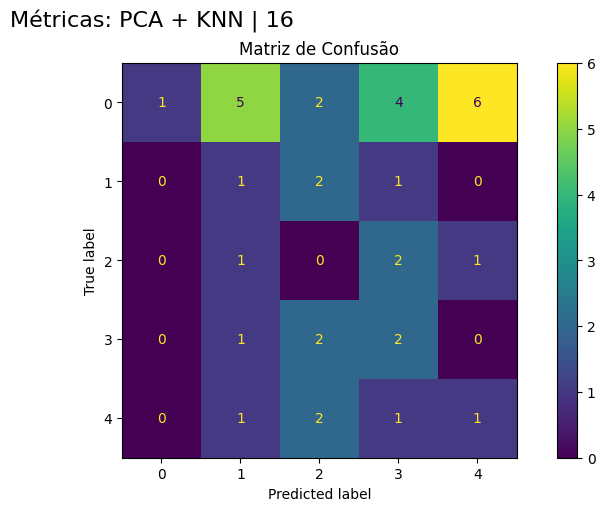 Métricas: PCA + KNN | 16
Matriz de Confusão
0 1 5 2 4 6
1 0 1 2 1 0
2 0 1 0 2 1
3 0 1 2 2 0
4 0 1 2 1 1
0 1 2 3 4
True label
Predicted label
6
5
4
3
2
1
0